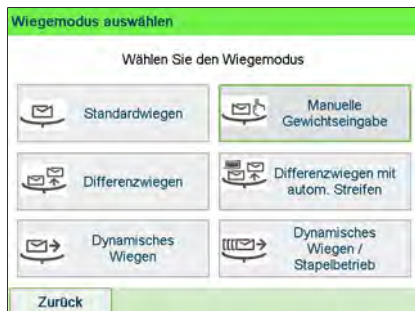 Wiegemodus auswählen
Wählen Sie den Wiegemodus
Standardwiegen
Manuelle
Gewichtseingabe
Differenzwiegen
Differenzwiegen mit
autom. Streifen
Dynamisches
Wiegen
Dynamisches
Wiegen /
Stapelbetrieb
Zurück